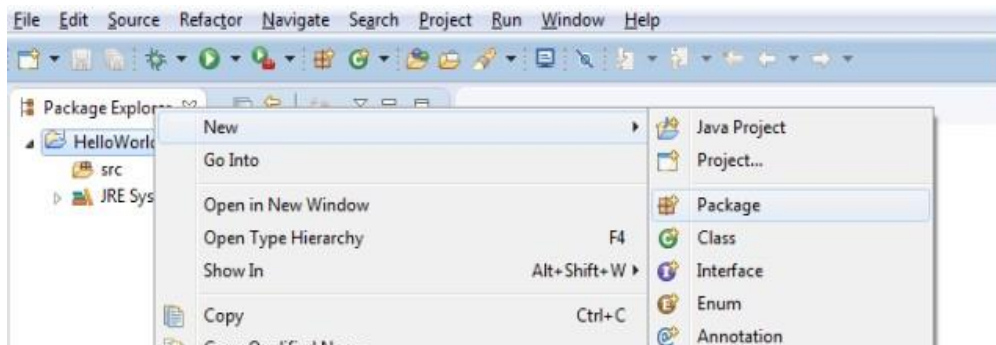 File Edit Source Refactor Navigate Search Project Run Window Help
Package Explorer
New
Java Project
HelloWorld
Go Into
Project...
src
JRE Sys
Open in New Window
Package
Open Type Hierarchy F4
Class
Show In Alt+Shift+W
Interface
Copy Ctrl+C
Enum
Annotation